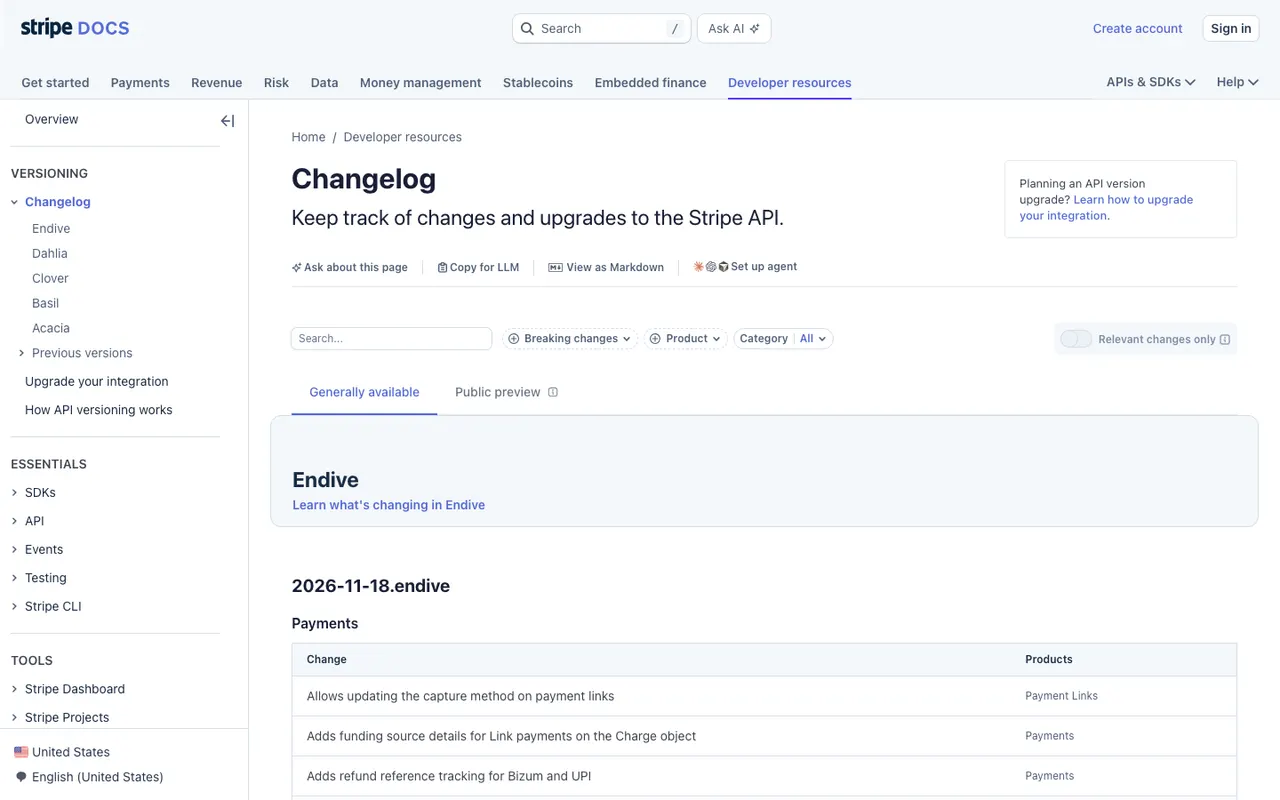 stripe DOCS
Search /
Ask AI
Create account
Sign in
Get started
Payments
Revenue
Risk
Data
Money management
Stablecoins
Embedded finance
Developer resources
APIs & SDKs
Help
Overview
VERSIONING
Changelog
Endive
Dahlia
Clover
Basil
Acacia
Previous versions
Upgrade your integration
How API versioning works
ESSENTIALS
SDKs
API
Events
Testing
Stripe CLI
TOOLS
Stripe Dashboard
Stripe Projects
United States
English (United States)
Home / Developer resources
Changelog
Keep track of changes and upgrades to the Stripe API.
Planning an API version
upgrade? Learn how to upgrade
your integration.
Ask about this page
Copy for LLM
View as Markdown
Set up agent
Search...
Breaking changes
Product
Category All
Relevant changes only
Generally available
Public preview
Endive
Learn what's changing in Endive
2026-11-18.endive
Payments
Change Products
Allows updating the capture method on payment links Payment Links
Adds funding source details for Link payments on the Charge object Payments
Adds refund reference tracking for Bizum and UPI Payments